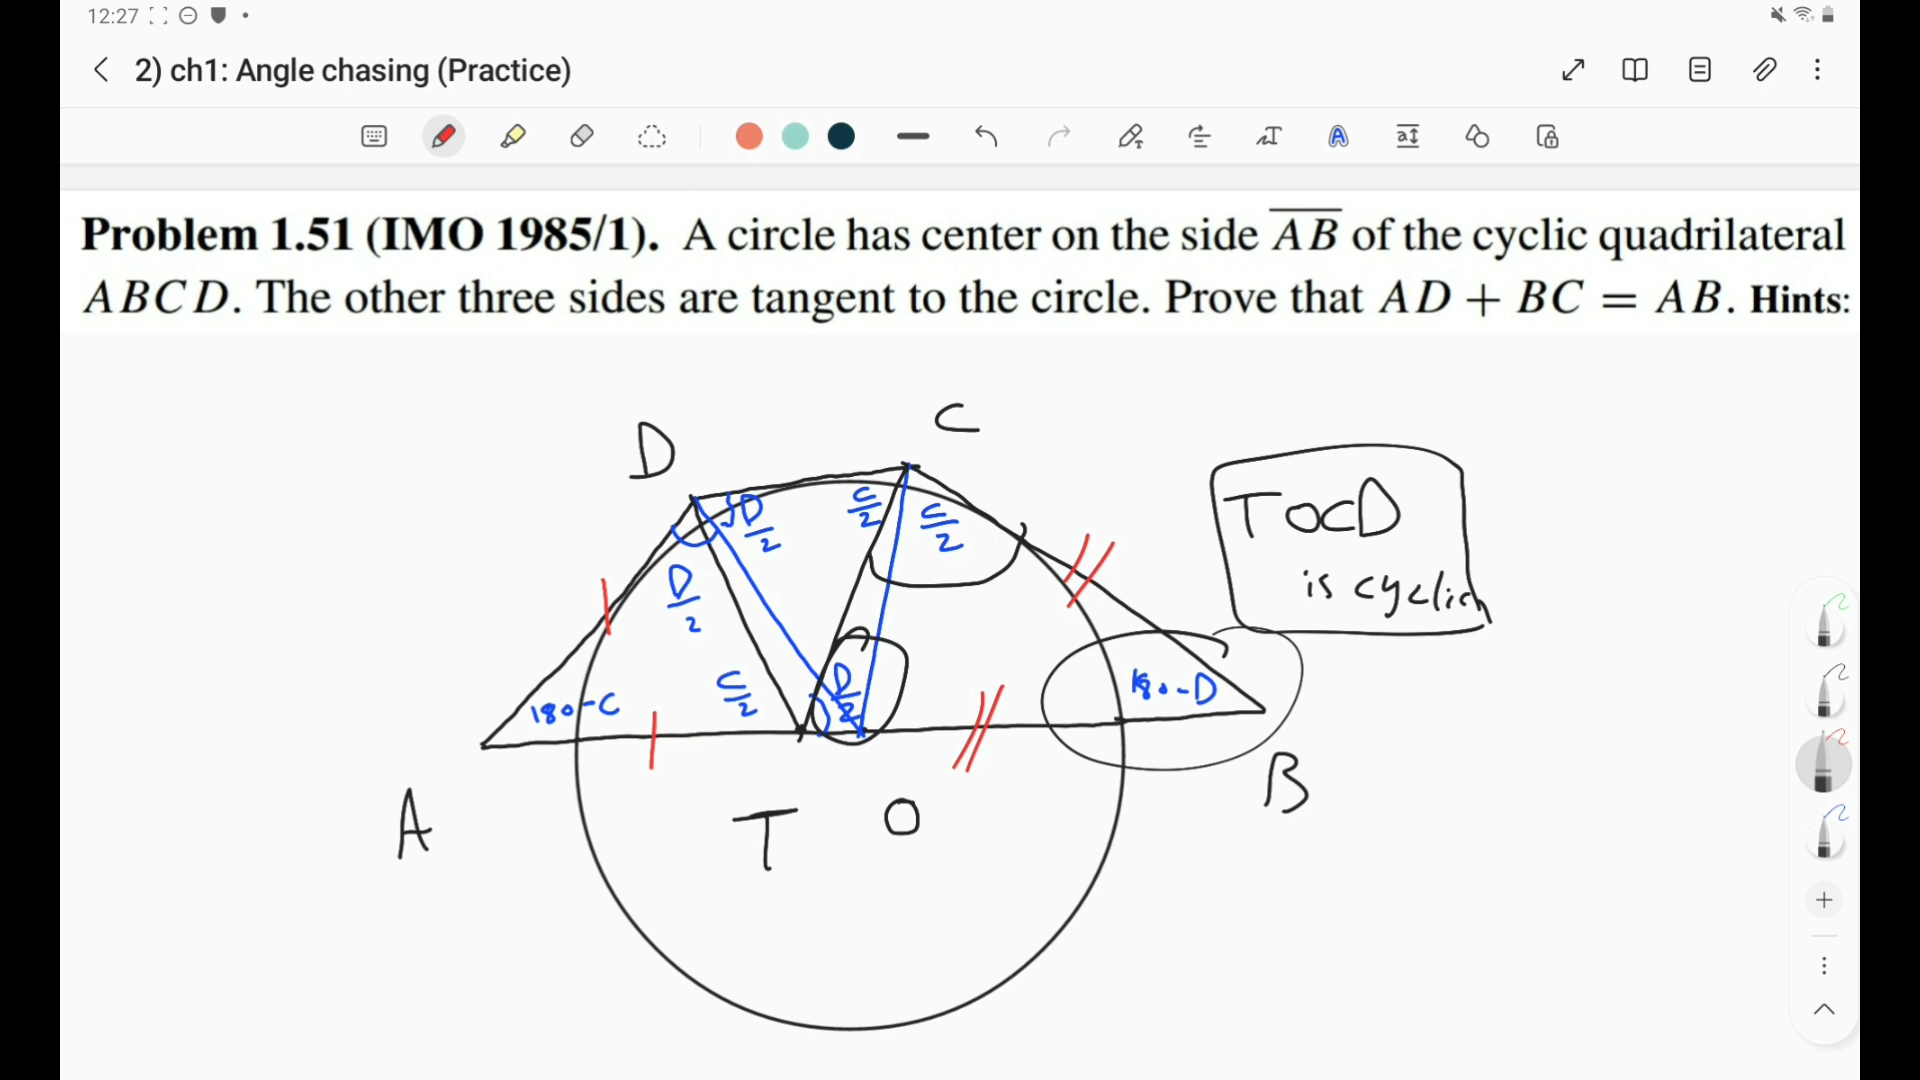 12:27
2) ch1: Angle chasing (Practice)
Problem 1.51 (IMO 1985/1). A circle has center on the side AB of the cyclic quadrilateral
ABCD. The other three sides are tangent to the circle. Prove that AD + BC = AB. Hints:
D
C
D/2
C/2
C/2
D/2
TOCD
is cyclic
180-C
C/2
D/2
180-D
A
T
O
B